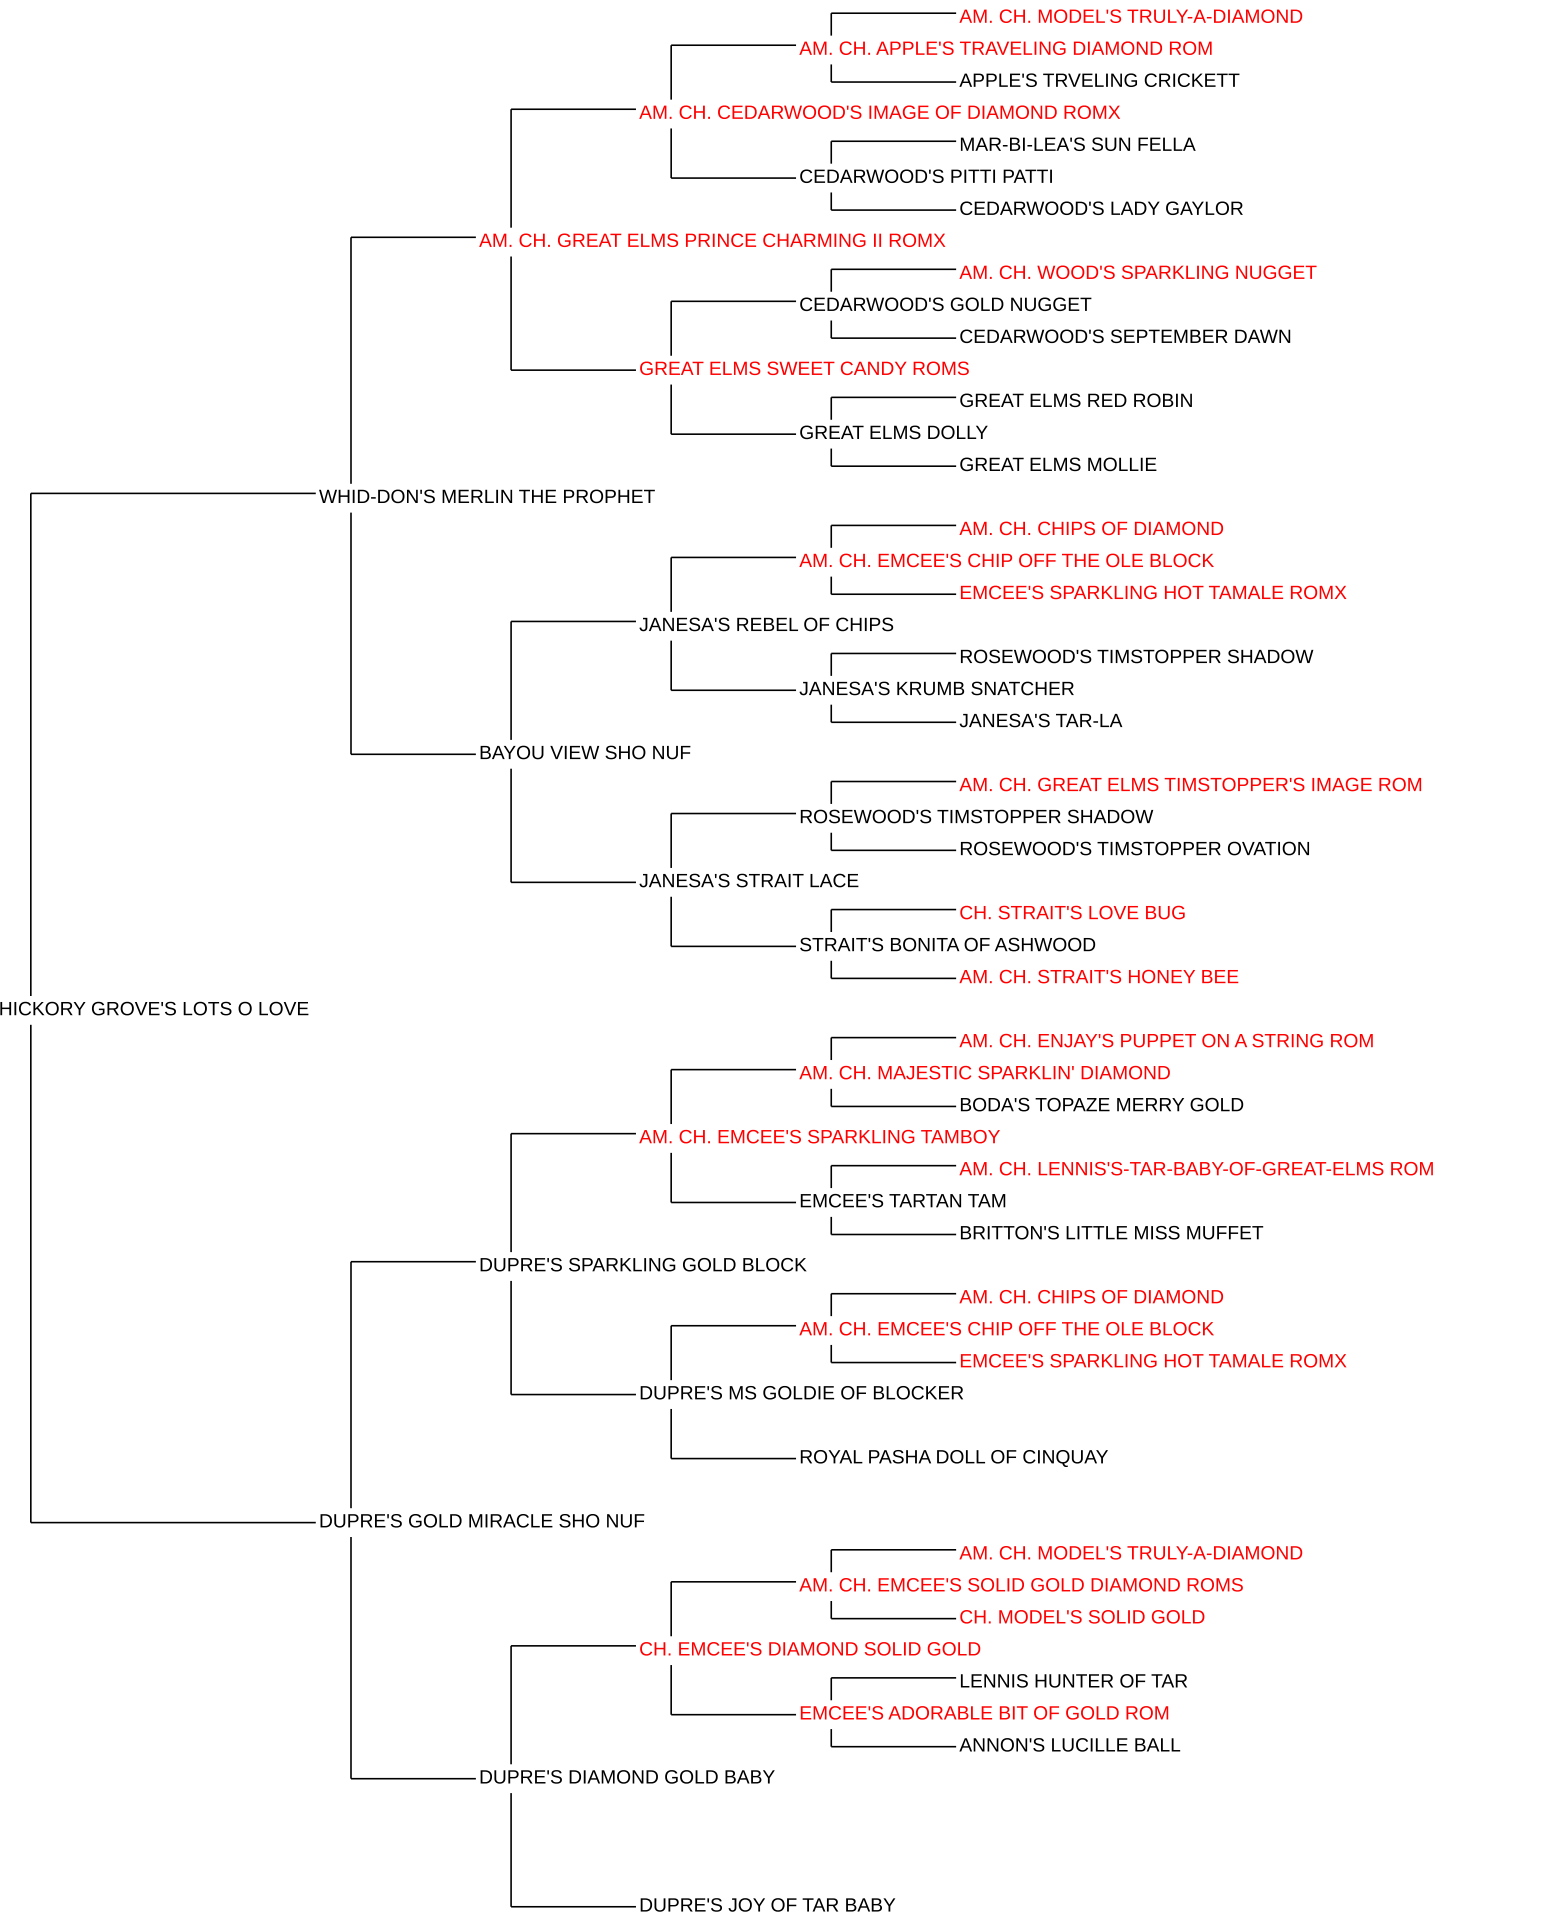 AM. CH. MODEL'S TRULY-A-DIAMOND
AM. CH. APPLE'S TRAVELING DIAMOND ROM
APPLE'S TRVELING CRICKETT
AM. CH. CEDARWOOD'S IMAGE OF DIAMOND ROMX
MAR-BI-LEA'S SUN FELLA
CEDARWOOD'S PITTI PATTI
CEDARWOOD'S LADY GAYLOR
AM. CH. GREAT ELMS PRINCE CHARMING II ROMX
AM. CH. WOOD'S SPARKLING NUGGET
CEDARWOOD'S GOLD NUGGET
CEDARWOOD'S SEPTEMBER DAWN
GREAT ELMS SWEET CANDY ROMS
GREAT ELMS RED ROBIN
GREAT ELMS DOLLY
GREAT ELMS MOLLIE
WHID-DON'S MERLIN THE PROPHET
AM. CH. CHIPS OF DIAMOND
AM. CH. EMCEE'S CHIP OFF THE OLE BLOCK
EMCEE'S SPARKLING HOT TAMALE ROMX
JANESA'S REBEL OF CHIPS
ROSEWOOD'S TIMSTOPPER SHADOW
JANESA'S KRUMB SNATCHER
JANESA'S TAR-LA
BAYOU VIEW SHO NUF
AM. CH. GREAT ELMS TIMSTOPPER'S IMAGE ROM
ROSEWOOD'S TIMSTOPPER SHADOW
ROSEWOOD'S TIMSTOPPER OVATION
JANESA'S STRAIT LACE
CH. STRAIT'S LOVE BUG
STRAIT'S BONITA OF ASHWOOD
AM. CH. STRAIT'S HONEY BEE
HICKORY GROVE'S LOTS O LOVE
AM. CH. ENJAY'S PUPPET ON A STRING ROM
AM. CH. MAJESTIC SPARKLIN' DIAMOND
BODA'S TOPAZE MERRY GOLD
AM. CH. EMCEE'S SPARKLING TAMBOY
AM. CH. LENNIS'S-TAR-BABY-OF-GREAT-ELMS ROM
EMCEE'S TARTAN TAM
BRITTON'S LITTLE MISS MUFFET
DUPRE'S SPARKLING GOLD BLOCK
AM. CH. CHIPS OF DIAMOND
AM. CH. EMCEE'S CHIP OFF THE OLE BLOCK
EMCEE'S SPARKLING HOT TAMALE ROMX
DUPRE'S MS GOLDIE OF BLOCKER
ROYAL PASHA DOLL OF CINQUAY
DUPRE'S GOLD MIRACLE SHO NUF
AM. CH. MODEL'S TRULY-A-DIAMOND
AM. CH. EMCEE'S SOLID GOLD DIAMOND ROMS
CH. MODEL'S SOLID GOLD
CH. EMCEE'S DIAMOND SOLID GOLD
LENNIS HUNTER OF TAR
EMCEE'S ADORABLE BIT OF GOLD ROM
ANNON'S LUCILLE BALL
DUPRE'S DIAMOND GOLD BABY
DUPRE'S JOY OF TAR BABY